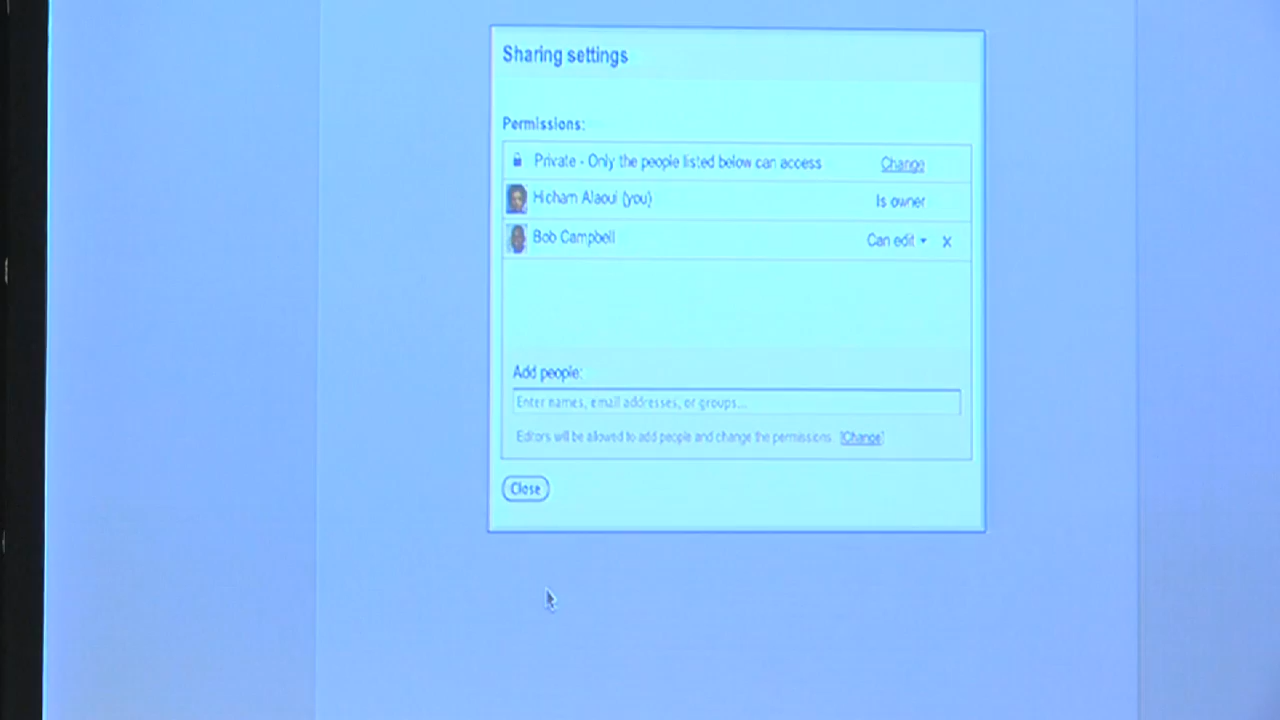 Sharing settings
Permissions:
Private - Only the people listed below can access Change
Hicham Alaoui (you) Is owner
Bob Campbell Can edit x
Add people:
Enter names, email addresses, or groups...
Editors will be allowed to add people and change the permissions. [Change]
Close